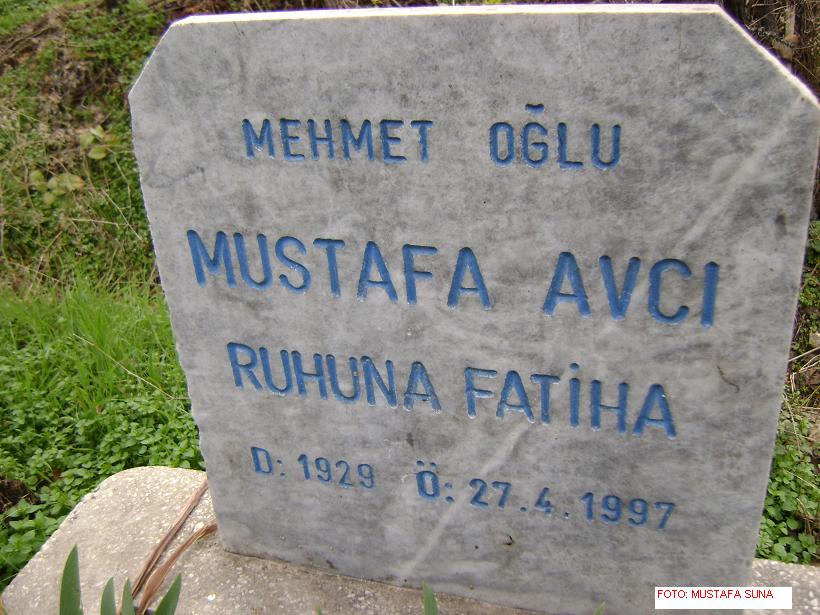 MEHMET OĞLU
MUSTAFA AVCI
RUHUNA FATİHA
D: 1929 Ö: 27.4.1997
FOTO: MUSTAFA SUNA